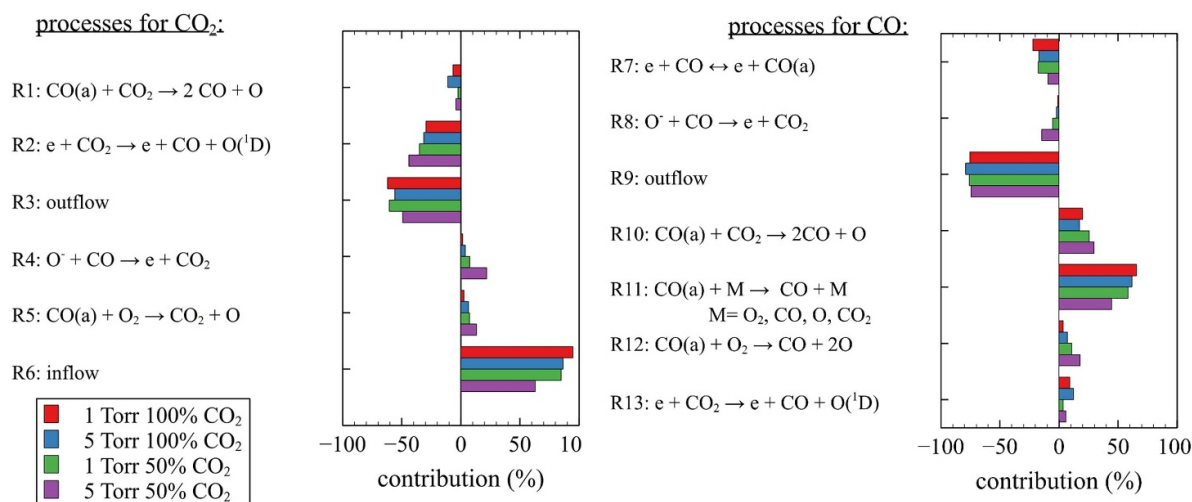 processes for CO₂:
R1: CO(a) + CO₂ → 2 CO + O
R2: e + CO₂ → e + CO + O(¹D)
R3: outflow
R4: O⁻ + CO → e + CO₂
R5: CO(a) + O₂ → CO₂ + O
R6: inflow
1 Torr 100% CO₂
5 Torr 100% CO₂
1 Torr 50% CO₂
5 Torr 50% CO₂
−100 −50 0 50 10
contribution (%)
processes for CO:
R7: e + CO ↔ e + CO(a)
R8: O⁻ + CO → e + CO₂
R9: outflow
R10: CO(a) + CO₂ → 2CO + O
R11: CO(a) + M → CO + M
M= O₂, CO, O, CO₂
R12: CO(a) + O₂ → CO + 2O
R13: e + CO₂ → e + CO + O(¹D)
−100 −50 0 50 100
contribution (%)